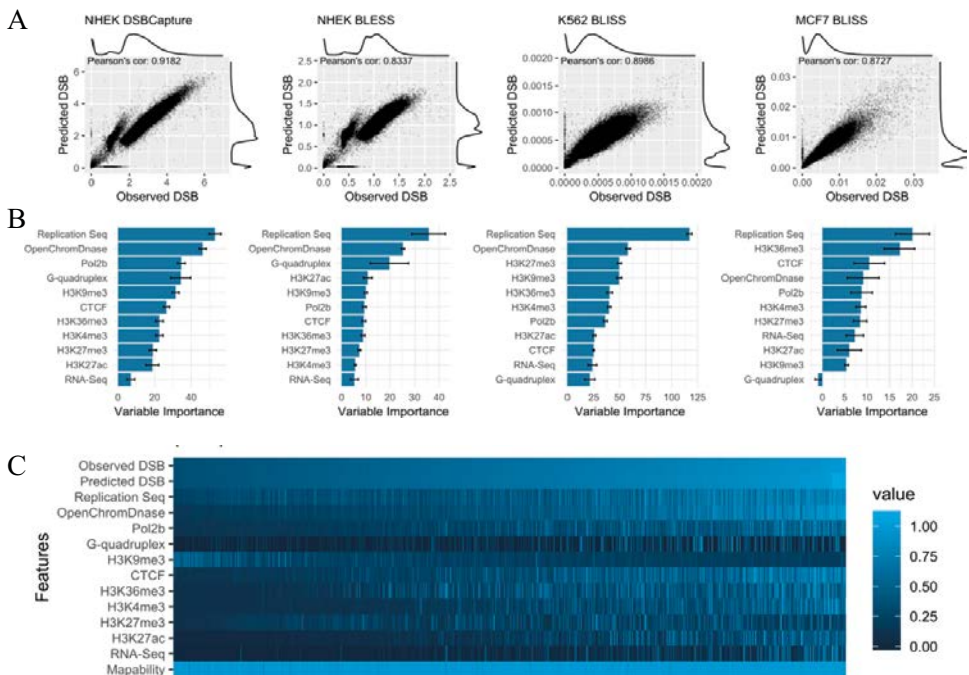 A
NHEK DSBCapture
NHEK BLESS
K562 BLISS
MCF7 BLISS
Pearson's cor: 0.9182
Pearson's cor: 0.8337
Pearson's cor: 0.8986
Pearson's cor: 0.8727
Predicted DSB
6
4
2
0
0 2 4 6
Observed DSB
Predicted DSB
2.5
2.0
1.5
1.0
0.5
0.0
0.0 0.5 1.0 1.5 2.0 2.5
Observed DSB
Predicted DSB
0.0020
0.0015
0.0010
0.0005
0.0000
0.0000 0.0005 0.0010 0.0015 0.0020
Observed DSB
Predicted DSB
0.03
0.02
0.01
0.00
0.00 0.01 0.02 0.03
Observed DSB
B
Replication Seq
OpenChromDnase
Pol2b
G-quadruplex
H3K9me3
CTCF
H3K36me3
H3K4me3
H3K27me3
H3K27ac
RNA-Seq
0 20 40
Variable Importance
Replication Seq
OpenChromDnase
G-quadruplex
H3K27ac
H3K9me3
Pol2b
CTCF
H3K36me3
H3K27me3
H3K4me3
RNA-Seq
0 10 20 30 40
Variable Importance
Replication Seq
OpenChromDnase
H3K27me3
H3K9me3
H3K36me3
H3K4me3
Pol2b
H3K27ac
CTCF
RNA-Seq
G-quadruplex
0 25 50 75 100 125
Variable Importance
Replication Seq
H3K36me3
CTCF
OpenChromDnase
Pol2b
H3K4me3
H3K27me3
RNA-Seq
H3K27ac
H3K9me3
G-quadruplex
0 5 10 15 20 25
Variable Importance
C
Features
Observed DSB
Predicted DSB
Replication Seq
OpenChromDnase
Pol2b
G-quadruplex
H3K9me3
CTCF
H3K36me3
H3K4me3
H3K27me3
H3K27ac
RNA-Seq
Mapability
value
1.00
0.75
0.50
0.25
0.00